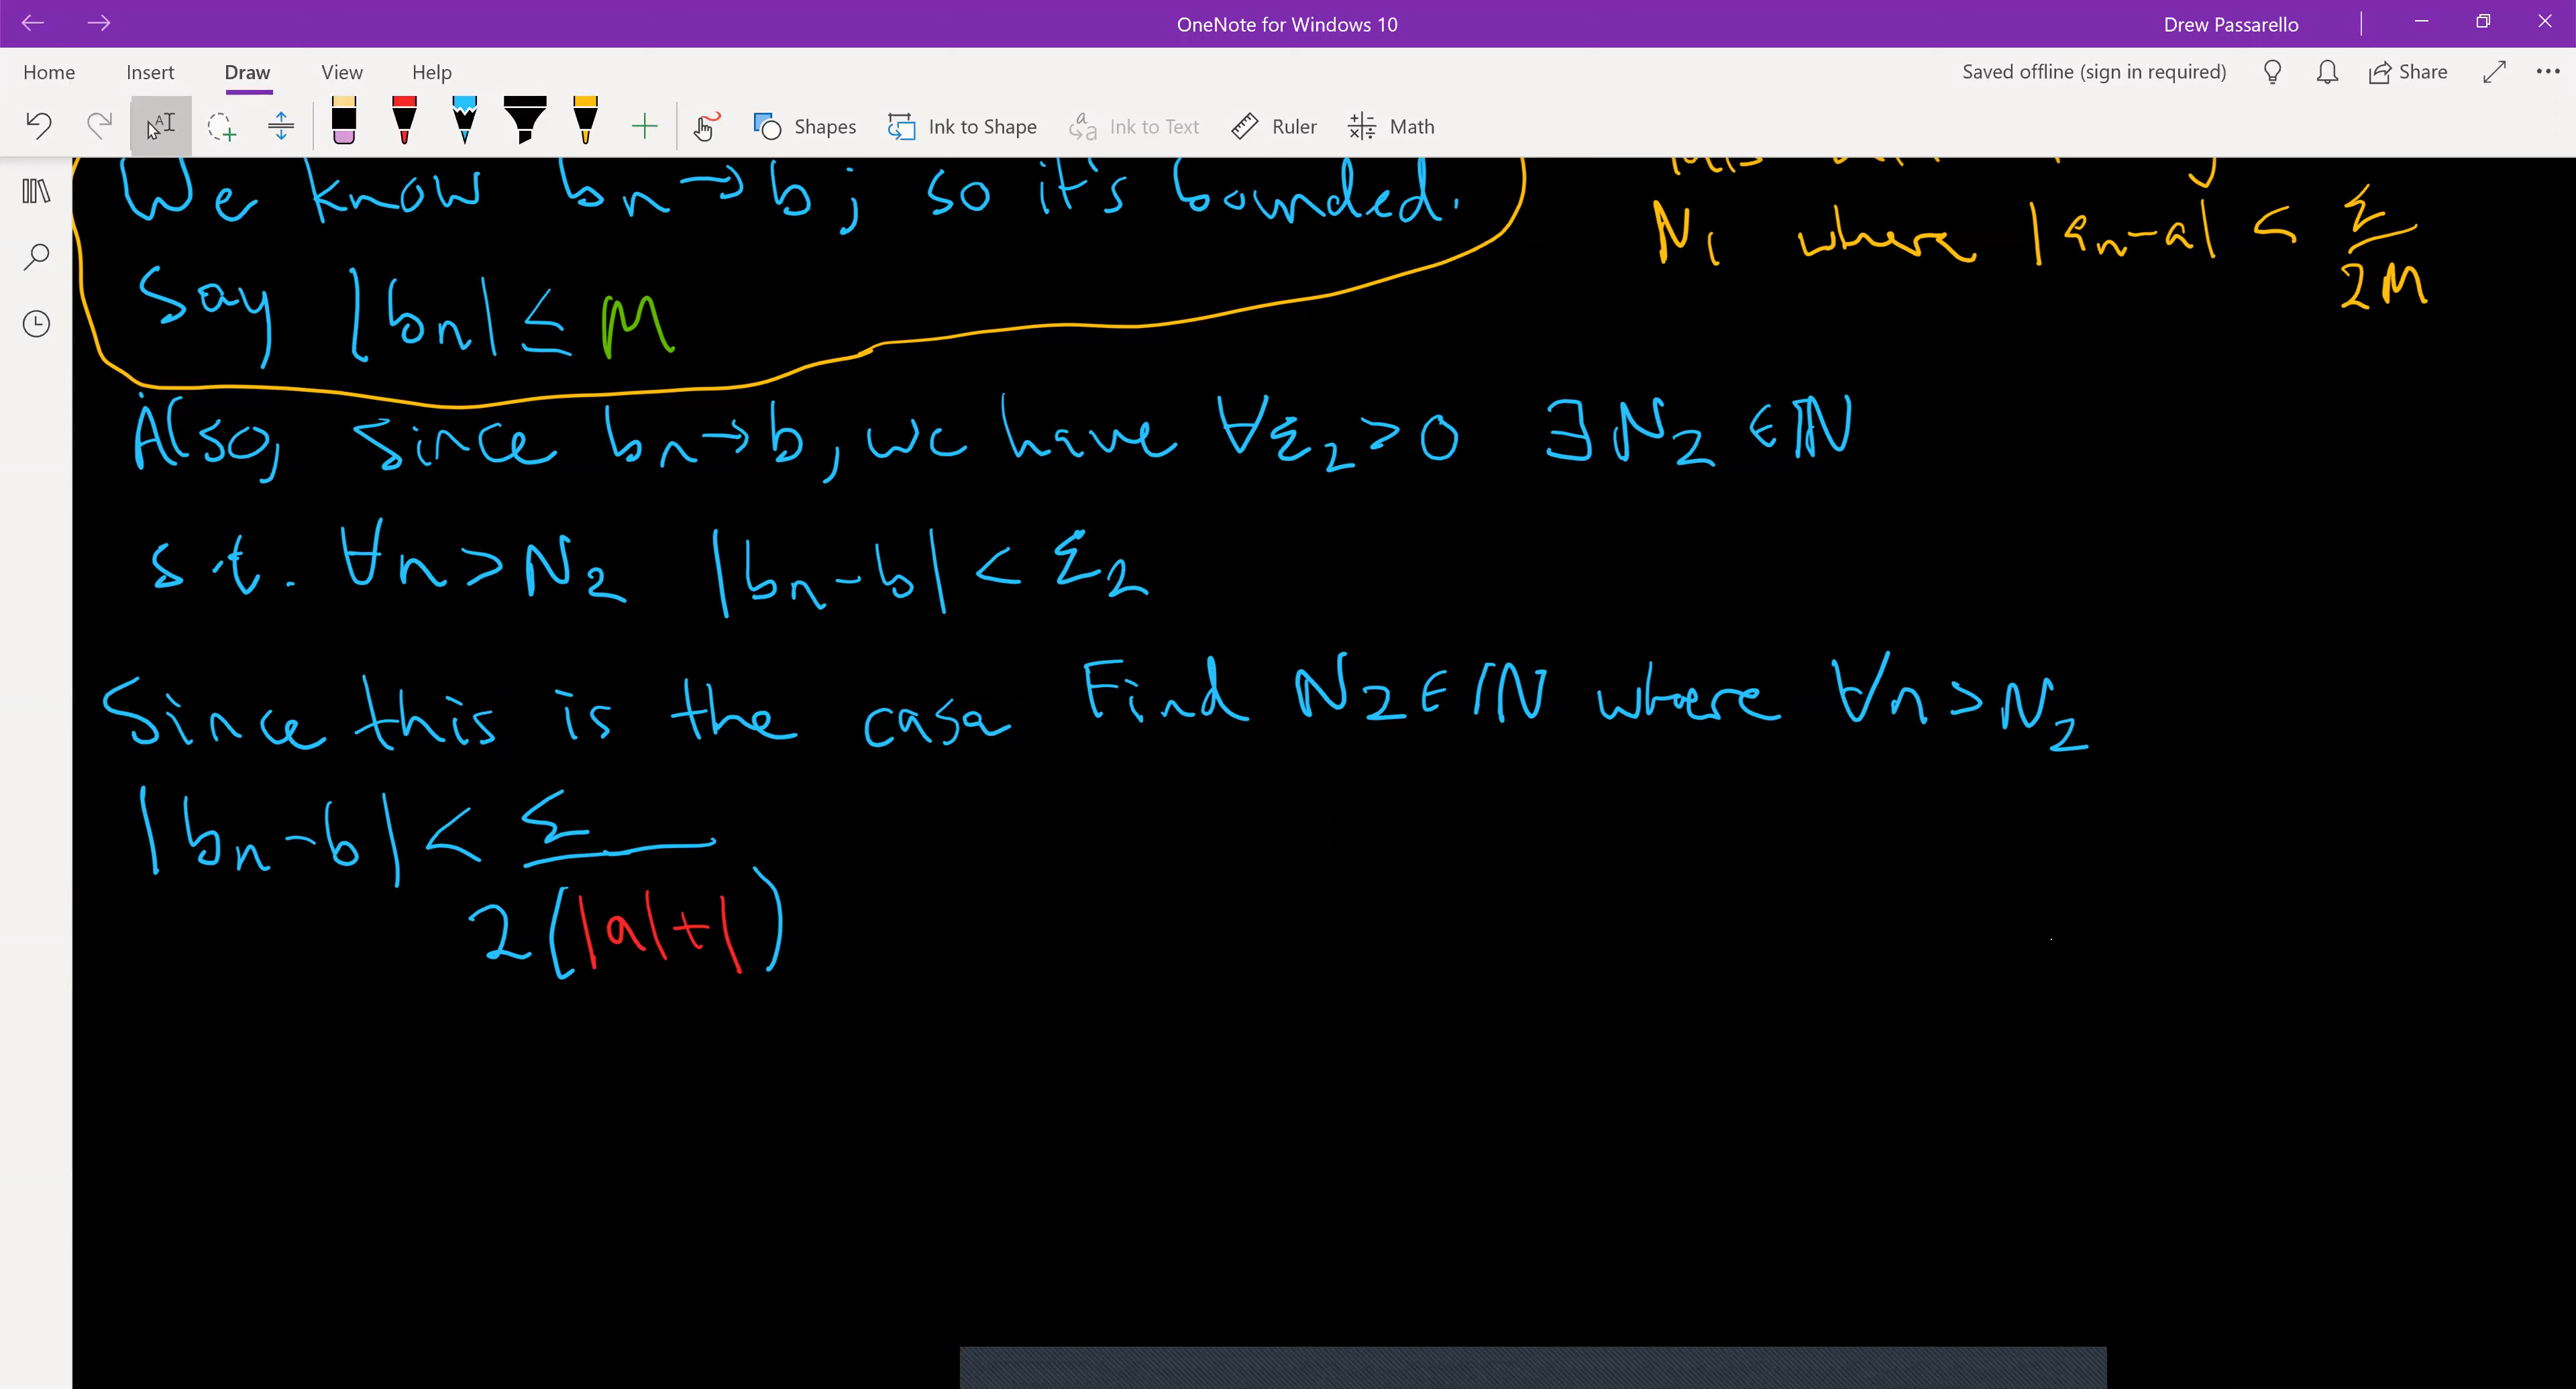 OneNote for Windows 10
Drew Passarello
Home Insert Draw View Help
Saved offline (sign in required) Share
Shapes Ink to Shape Ink to Text Ruler Math
We know bn→b; so it's bounded.
Say |bn| ≤ M
N1 where |an-a| < ε/2M
Also, since bn→b, we have ∀ε2>0 ∃N2 ∈ℕ
s.t. ∀n>N2 |bn-b| < ε2
Since this is the case Find N2∈ℕ where ∀n>N2
|bn-b| < ε
2(|a|+1)